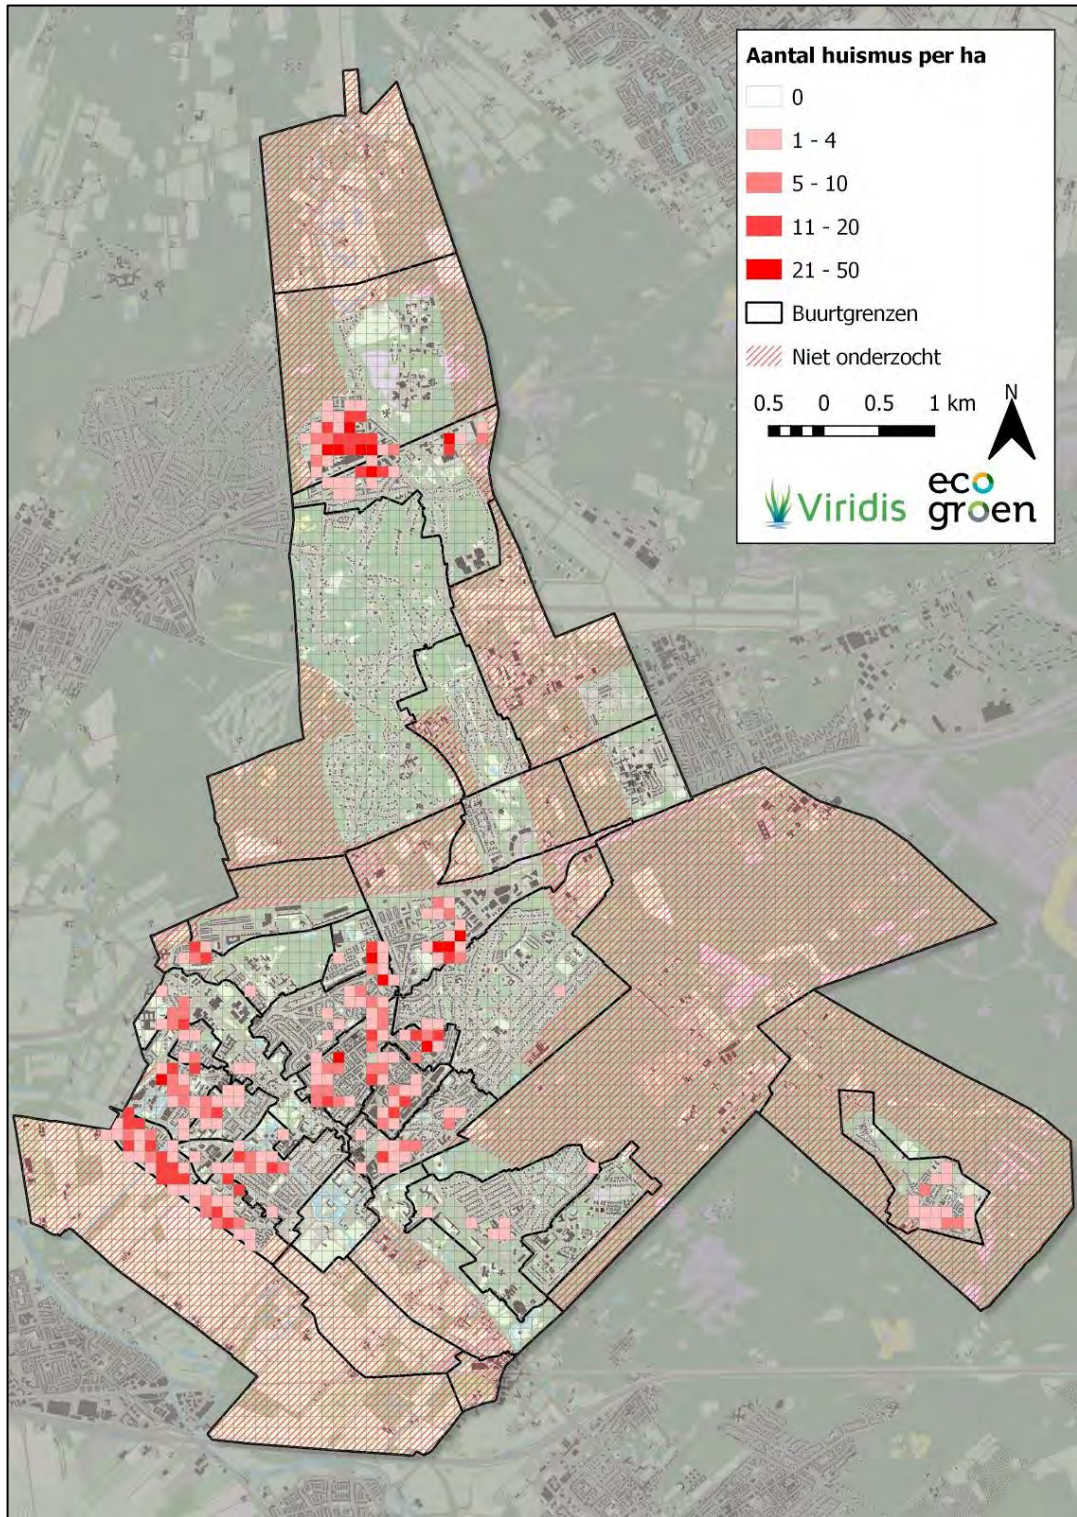 Aantal huismus per ha
0
1 - 4
5 - 10
11 - 20
21 - 50
Buurtgrenzen
Niet onderzocht
0.5 0 0.5 1 km
N
Viridis
eco
groen